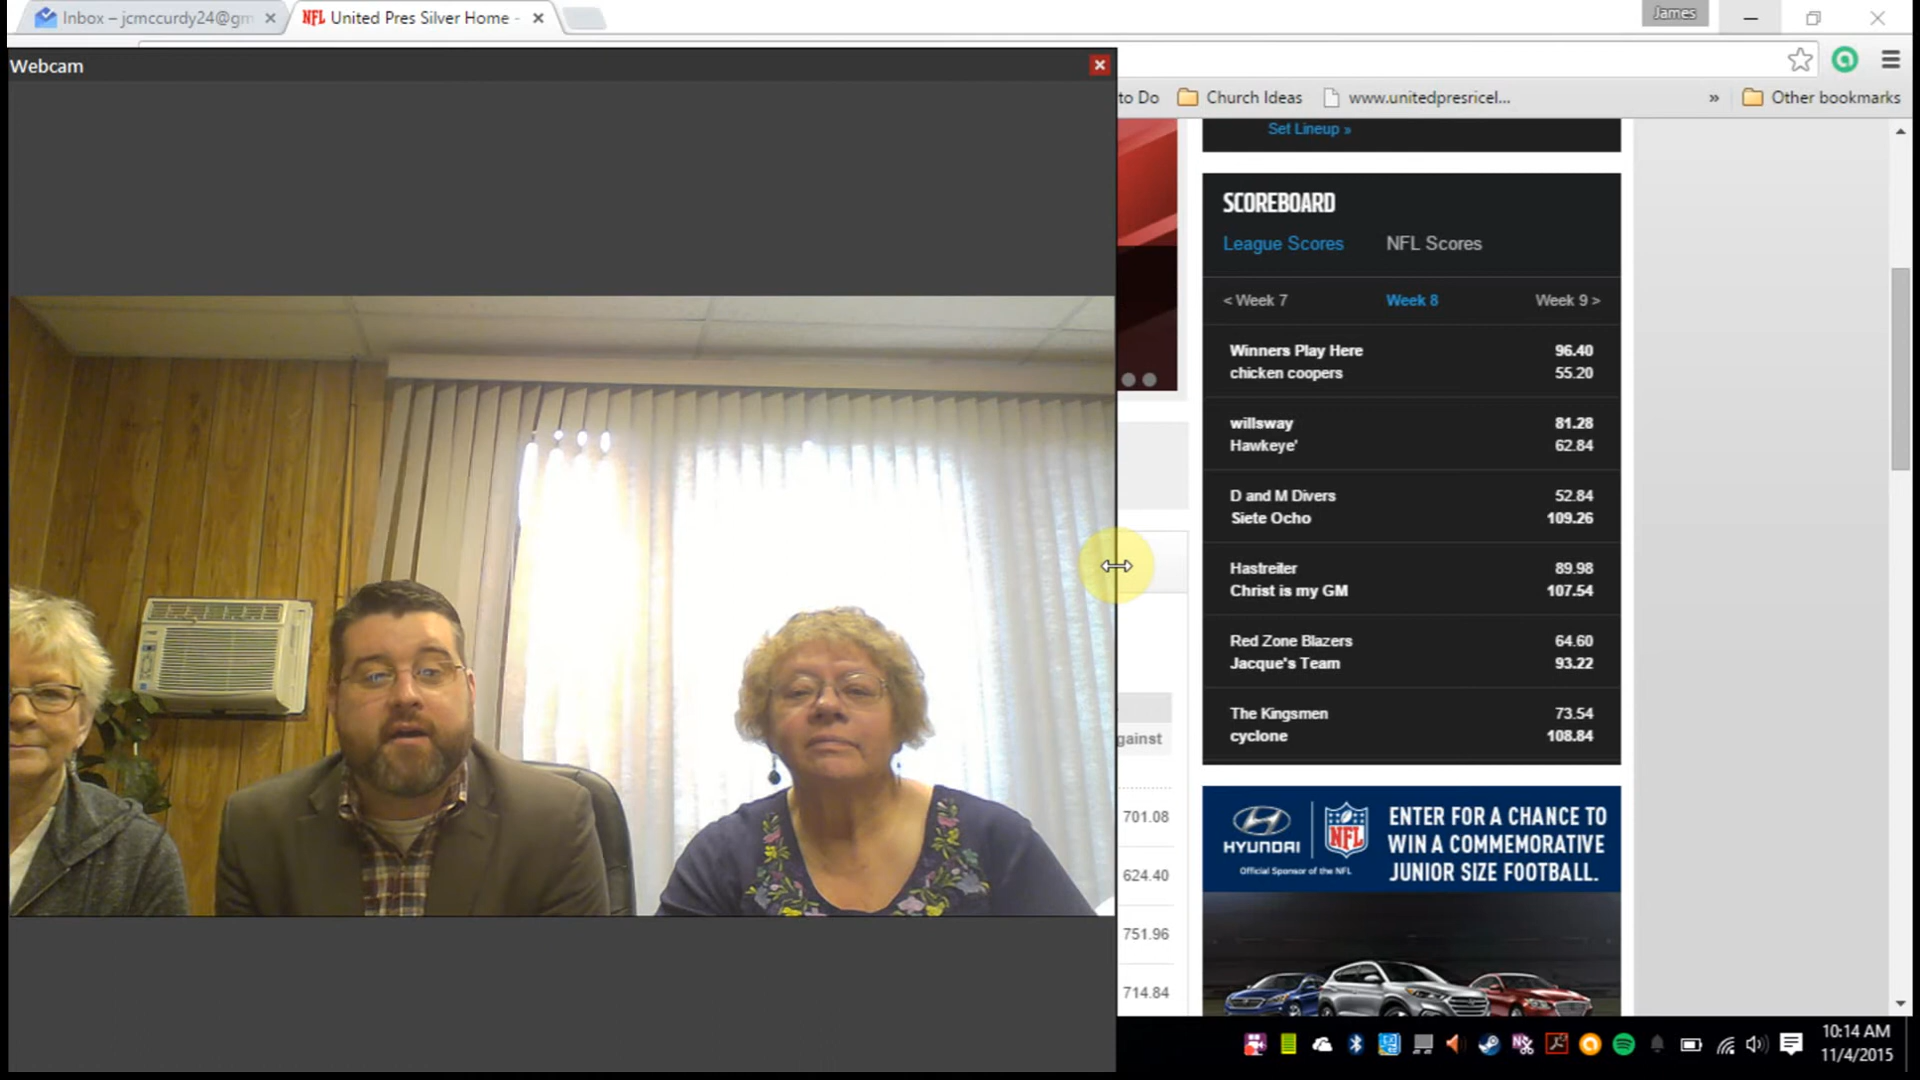 Inbox – jcmccurdy24@gm
United Pres Silver Home -
James
Webcam
to Do
Church Ideas
www.unitedpresricel...
»
Other bookmarks
Set Lineup »
SCOREBOARD
League Scores NFL Scores
< Week 7 Week 8 Week 9 >
Winners Play Here 96.40
chicken coopers 55.20
willsway 81.28
Hawkeye' 62.84
D and M Divers 52.84
Siete Ocho 109.26
Hastreiter 89.98
Christ is my GM 107.54
Red Zone Blazers 64.60
Jacque's Team 93.22
The Kingsmen 73.54
cyclone 108.84
gainst
701.08
624.40
751.96
714.84
HYUNDAI
Official Sponsor of the NFL
NFL
ENTER FOR A CHANCE TO
WIN A COMMEMORATIVE
JUNIOR SIZE FOOTBALL.
10:14 AM
11/4/2015